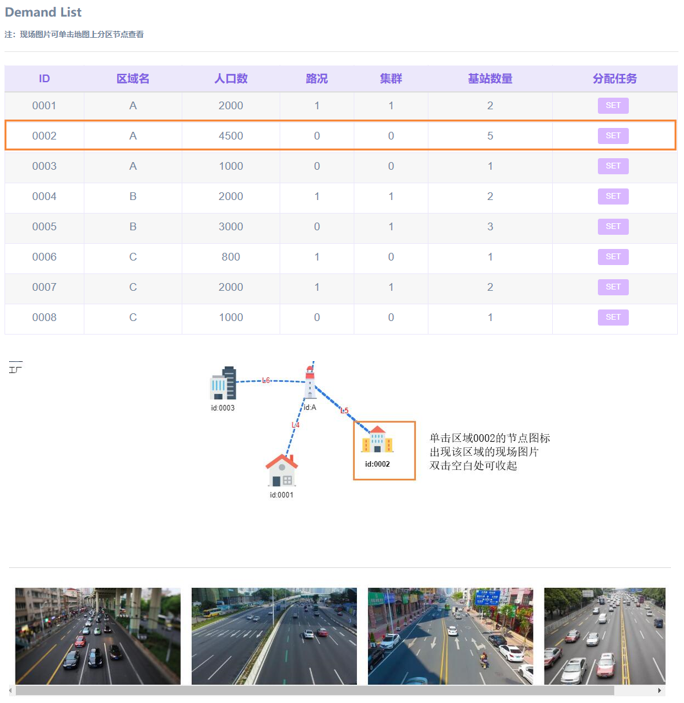 Demand List
注：现场图片可单击地图上分区节点查看
ID 区域名 人口数 路况 集群 基站数量 分配任务
0001 A 2000 1 1 2 SET
0002 A 4500 0 0 5 SET
0003 A 1000 0 0 1 SET
0004 B 2000 1 1 2 SET
0005 B 3000 0 1 3 SET
0006 C 800 1 0 1 SET
0007 C 2000 1 1 2 SET
0008 C 1000 0 0 1 SET
工厂
L6
id:0003
id:A
L5
L4
id:0002
id:0001
单击区域0002的节点图标
出现该区域的现场图片
双击空白处可收起